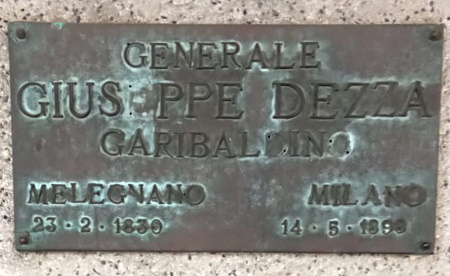 GENERALE
GIUSEPPE DEZZA
GARIBALDINO
MELEGNANO MILANO
23·2·1830 14·5·1898